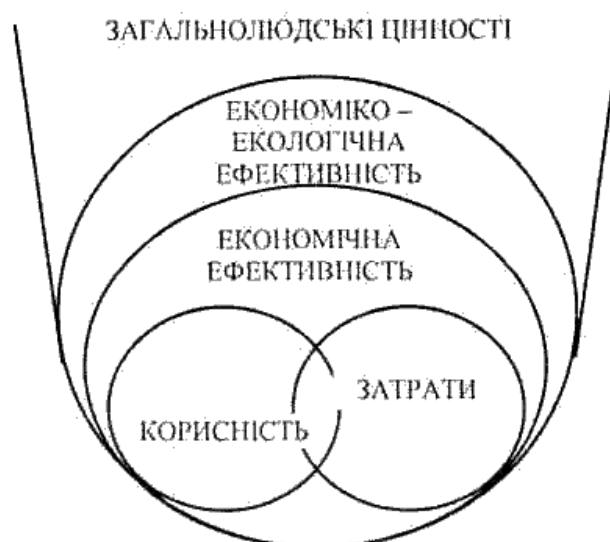 ЗАГАЛЬНОЛЮДСЬКІ ЦІННОСТІ
ЕКОНОМІКО –
ЕКОЛОГІЧНА
ЕФЕКТИВНІСТЬ
ЕКОНОМІЧНА
ЕФЕКТИВНІСТЬ
ЗАТРАТИ
КОРИСНІСТЬ